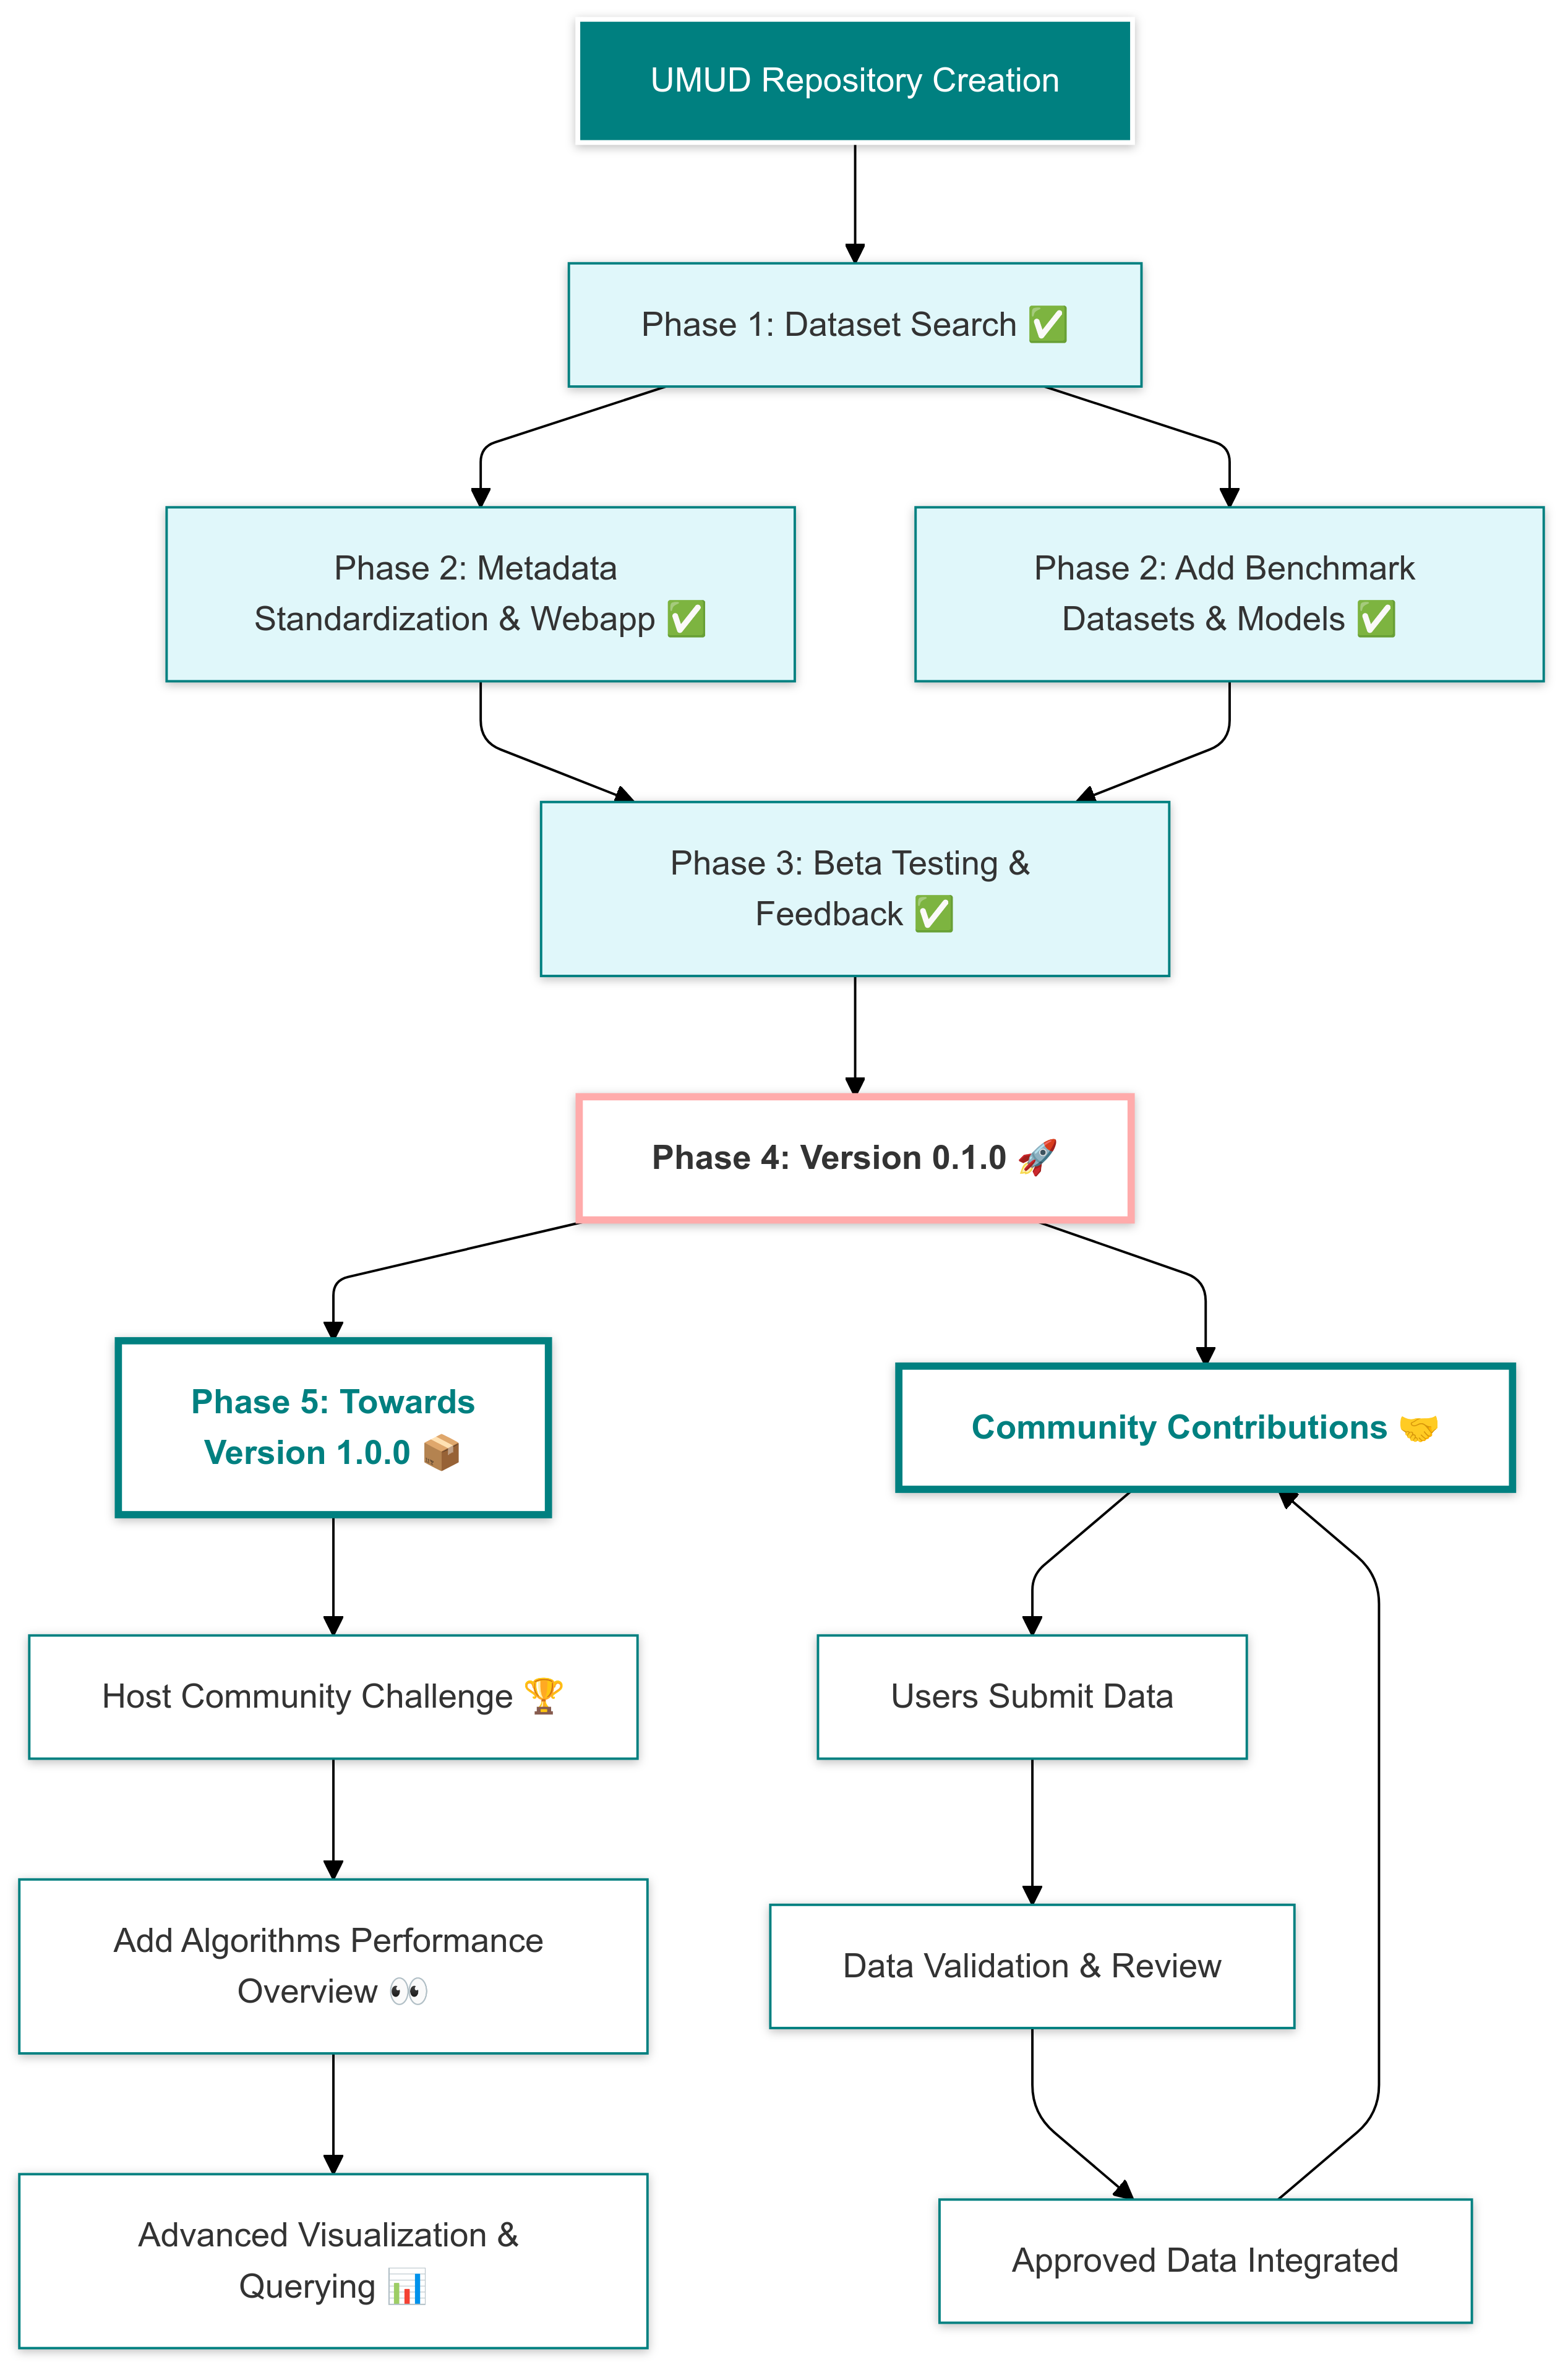 UMUD Repository Creation
Phase 1: Dataset Search ✅
Phase 2: Metadata
Standardization & Webapp ✅
Phase 2: Add Benchmark
Datasets & Models ✅
Phase 3: Beta Testing &
Feedback ✅
Phase 4: Version 0.1.0 🚀
Phase 5: Towards
Version 1.0.0 📦
Community Contributions 🤝
Host Community Challenge 🏆
Users Submit Data
Add Algorithms Performance
Overview 👀
Data Validation & Review
Advanced Visualization &
Querying 📊
Approved Data Integrated